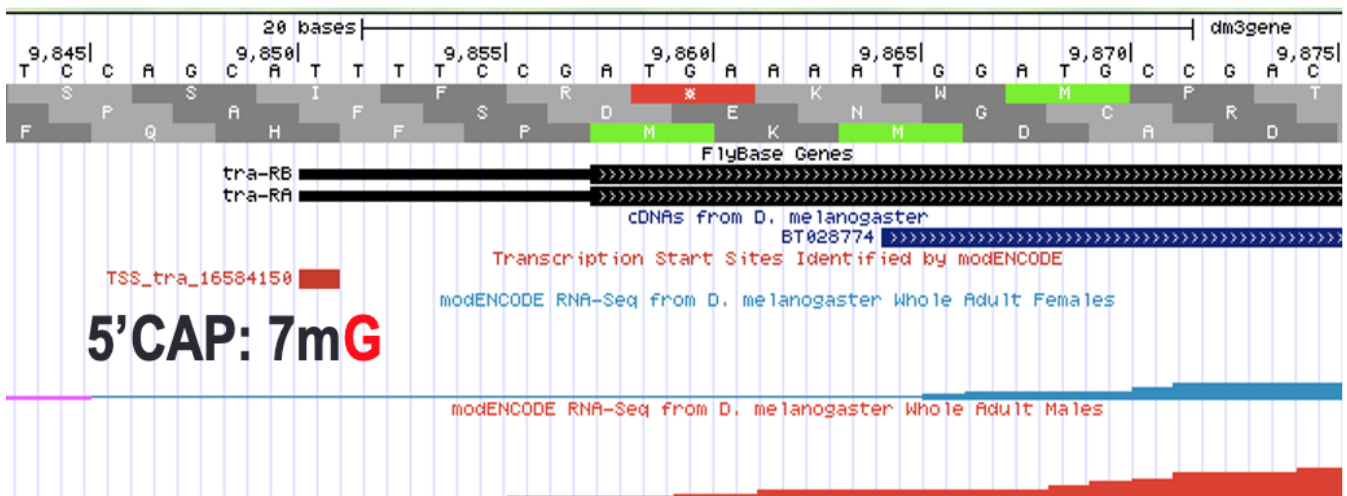 20 bases dm3gene
9,845| 9,850| 9,855| 9,860| 9,865| 9,870| 9,875|
T C C A G C A T T T T C C G A T G A A A A T G G A T G C C G A C
S S I F R * K W M P T
P A F S D E N G C R
F Q H F P M K M D A D
FlyBase Genes
tra-RB
tra-RA
cDNAs from D. melanogaster
BT028774
Transcription Start Sites Identified by modENCODE
TSS_tra_16584150
modENCODE RNA-Seq from D. melanogaster Whole Adult Females
5’CAP: 7mG
modENCODE RNA-Seq from D. melanogaster Whole Adult Males